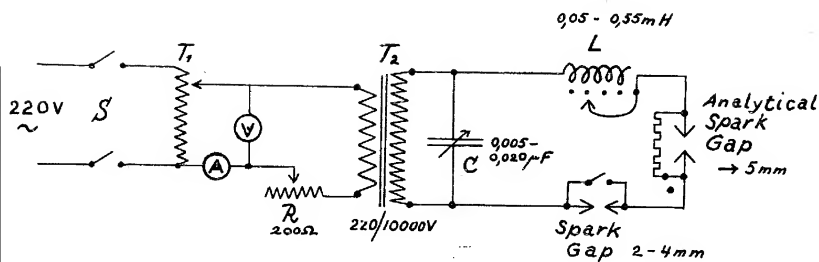 0,05 - 0,55mH
L
T₁
T₂
220V
~
S
V
A
R
200Ω
220/10000V
C
0,005-
0,020μF
Analytical
Spark
Gap
→ 5mm
Spark
Gap 2-4mm